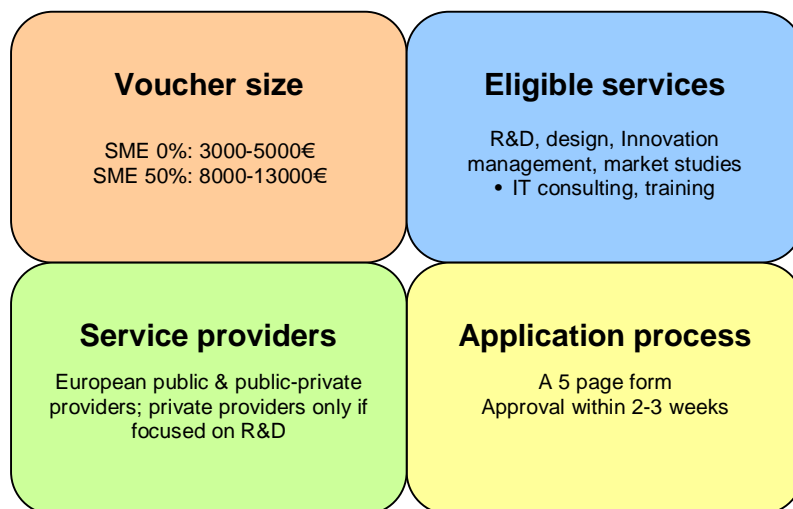 Voucher size
SME 0%: 3000-5000€
SME 50%: 8000-13000€
Eligible services
R&D, design, Innovation
management, market studies
• IT consulting, training
Service providers
European public & public-private
providers; private providers only if
focused on R&D
Application process
A 5 page form
Approval within 2-3 weeks